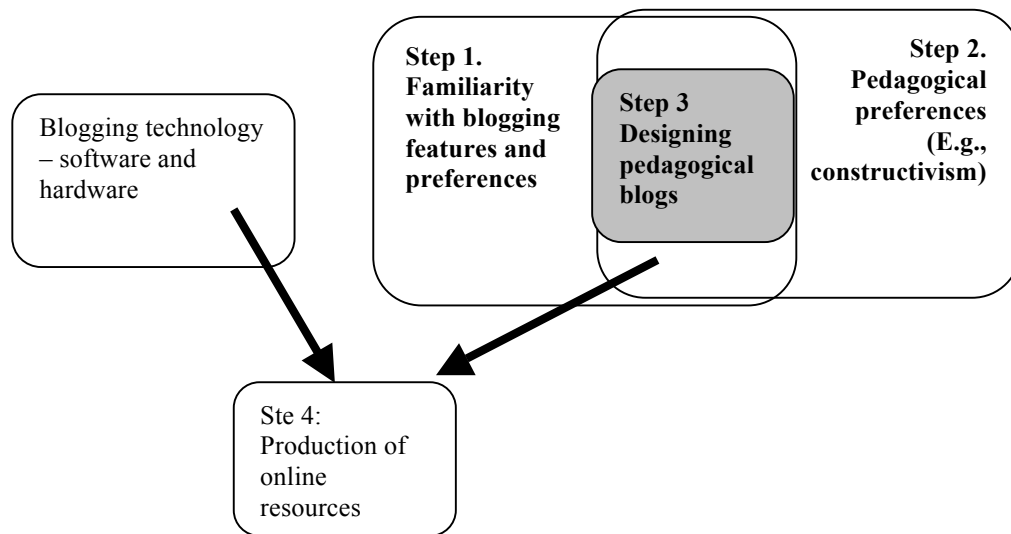 Step 1.
Familiarity
with blogging
features and
preferences
Step 2.
Pedagogical
preferences
(E.g.,
constructivism)
Step 3
Designing
pedagogical
blogs
Blogging technology
– software and
hardware
Ste 4:
Production of
online
resources